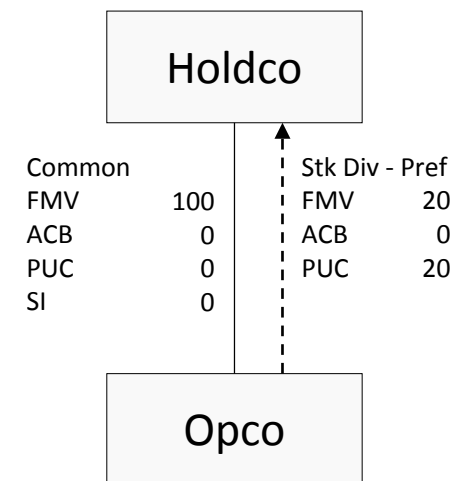 Holdco
Common
FMV 100
ACB 0
PUC 0
SI 0
Stk Div - Pref
FMV 20
ACB 0
PUC 20
Opco